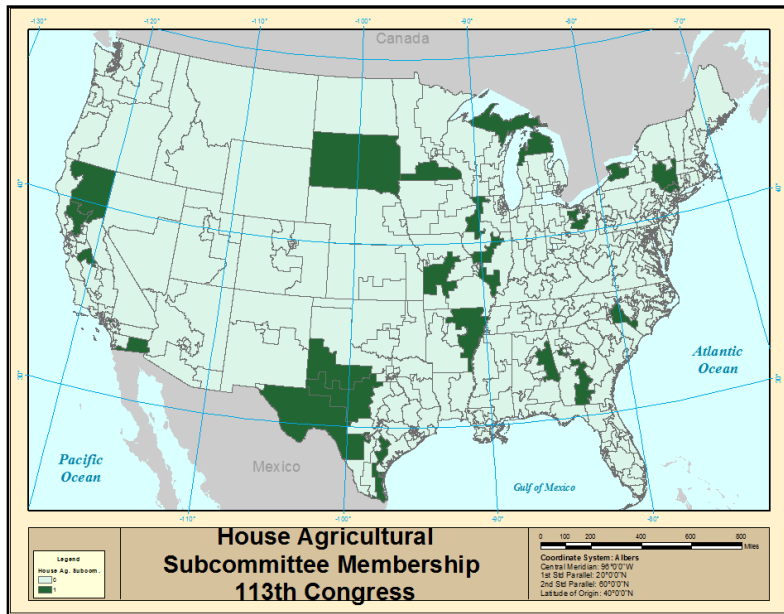 -130°
-120°
-110°
-100°
-90°
-80°
-70°
Canada
40°
40°
30°
30°
Atlantic
Ocean
Pacific
Ocean
Mexico
Gulf of Mexico
-110°
-100°
-90°
-80°
House Agricultural
Subcommittee Membership
113th Congress
Legend
House Ag. Subcom.
0
1
0 100 200 400 600 800
Miles
Coordinate System: Albers
Central Meridian: 96°0'0"W
1st Std Parallel: 20°0'0"N
2nd Std Parallel: 60°0'0"N
Latitude of Origin: 40°0'0"N